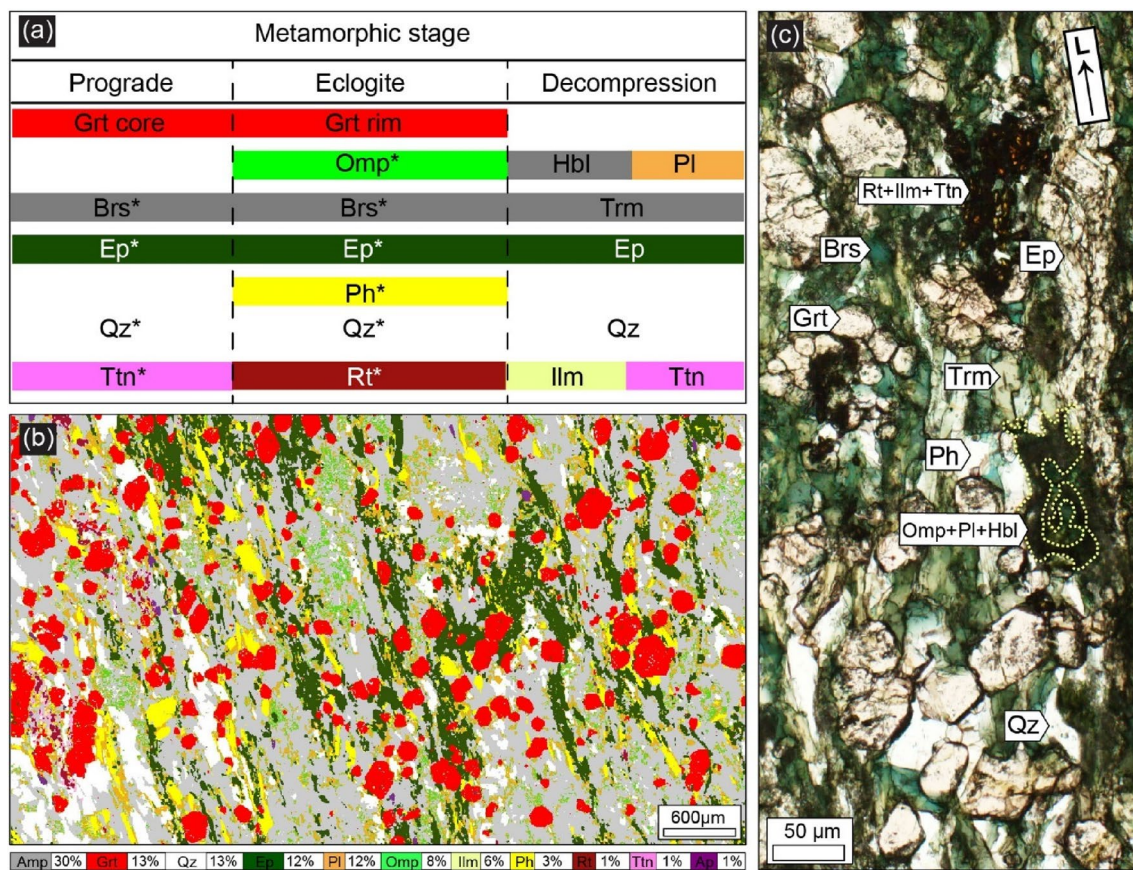 (a)
Metamorphic stage
Prograde Eclogite Decompression
Grt core Grt rim
Omp* Hbl Pl
Brs* Brs* Trm
Ep* Ep* Ep
Ph*
Qz* Qz* Qz
Ttn* Rt* Ilm Ttn
(b)
600µm
Amp 30% Grt 13% Qz 13% Ep 12% Pl 12% Omp 8% Ilm 6% Ph 3% Rt 1% Ttn 1% Ap 1%
(c)
L
Rt+Ilm+Ttn
Brs
Ep
Grt
Trm
Ph
Omp+Pl+Hbl
Qz
50 µm